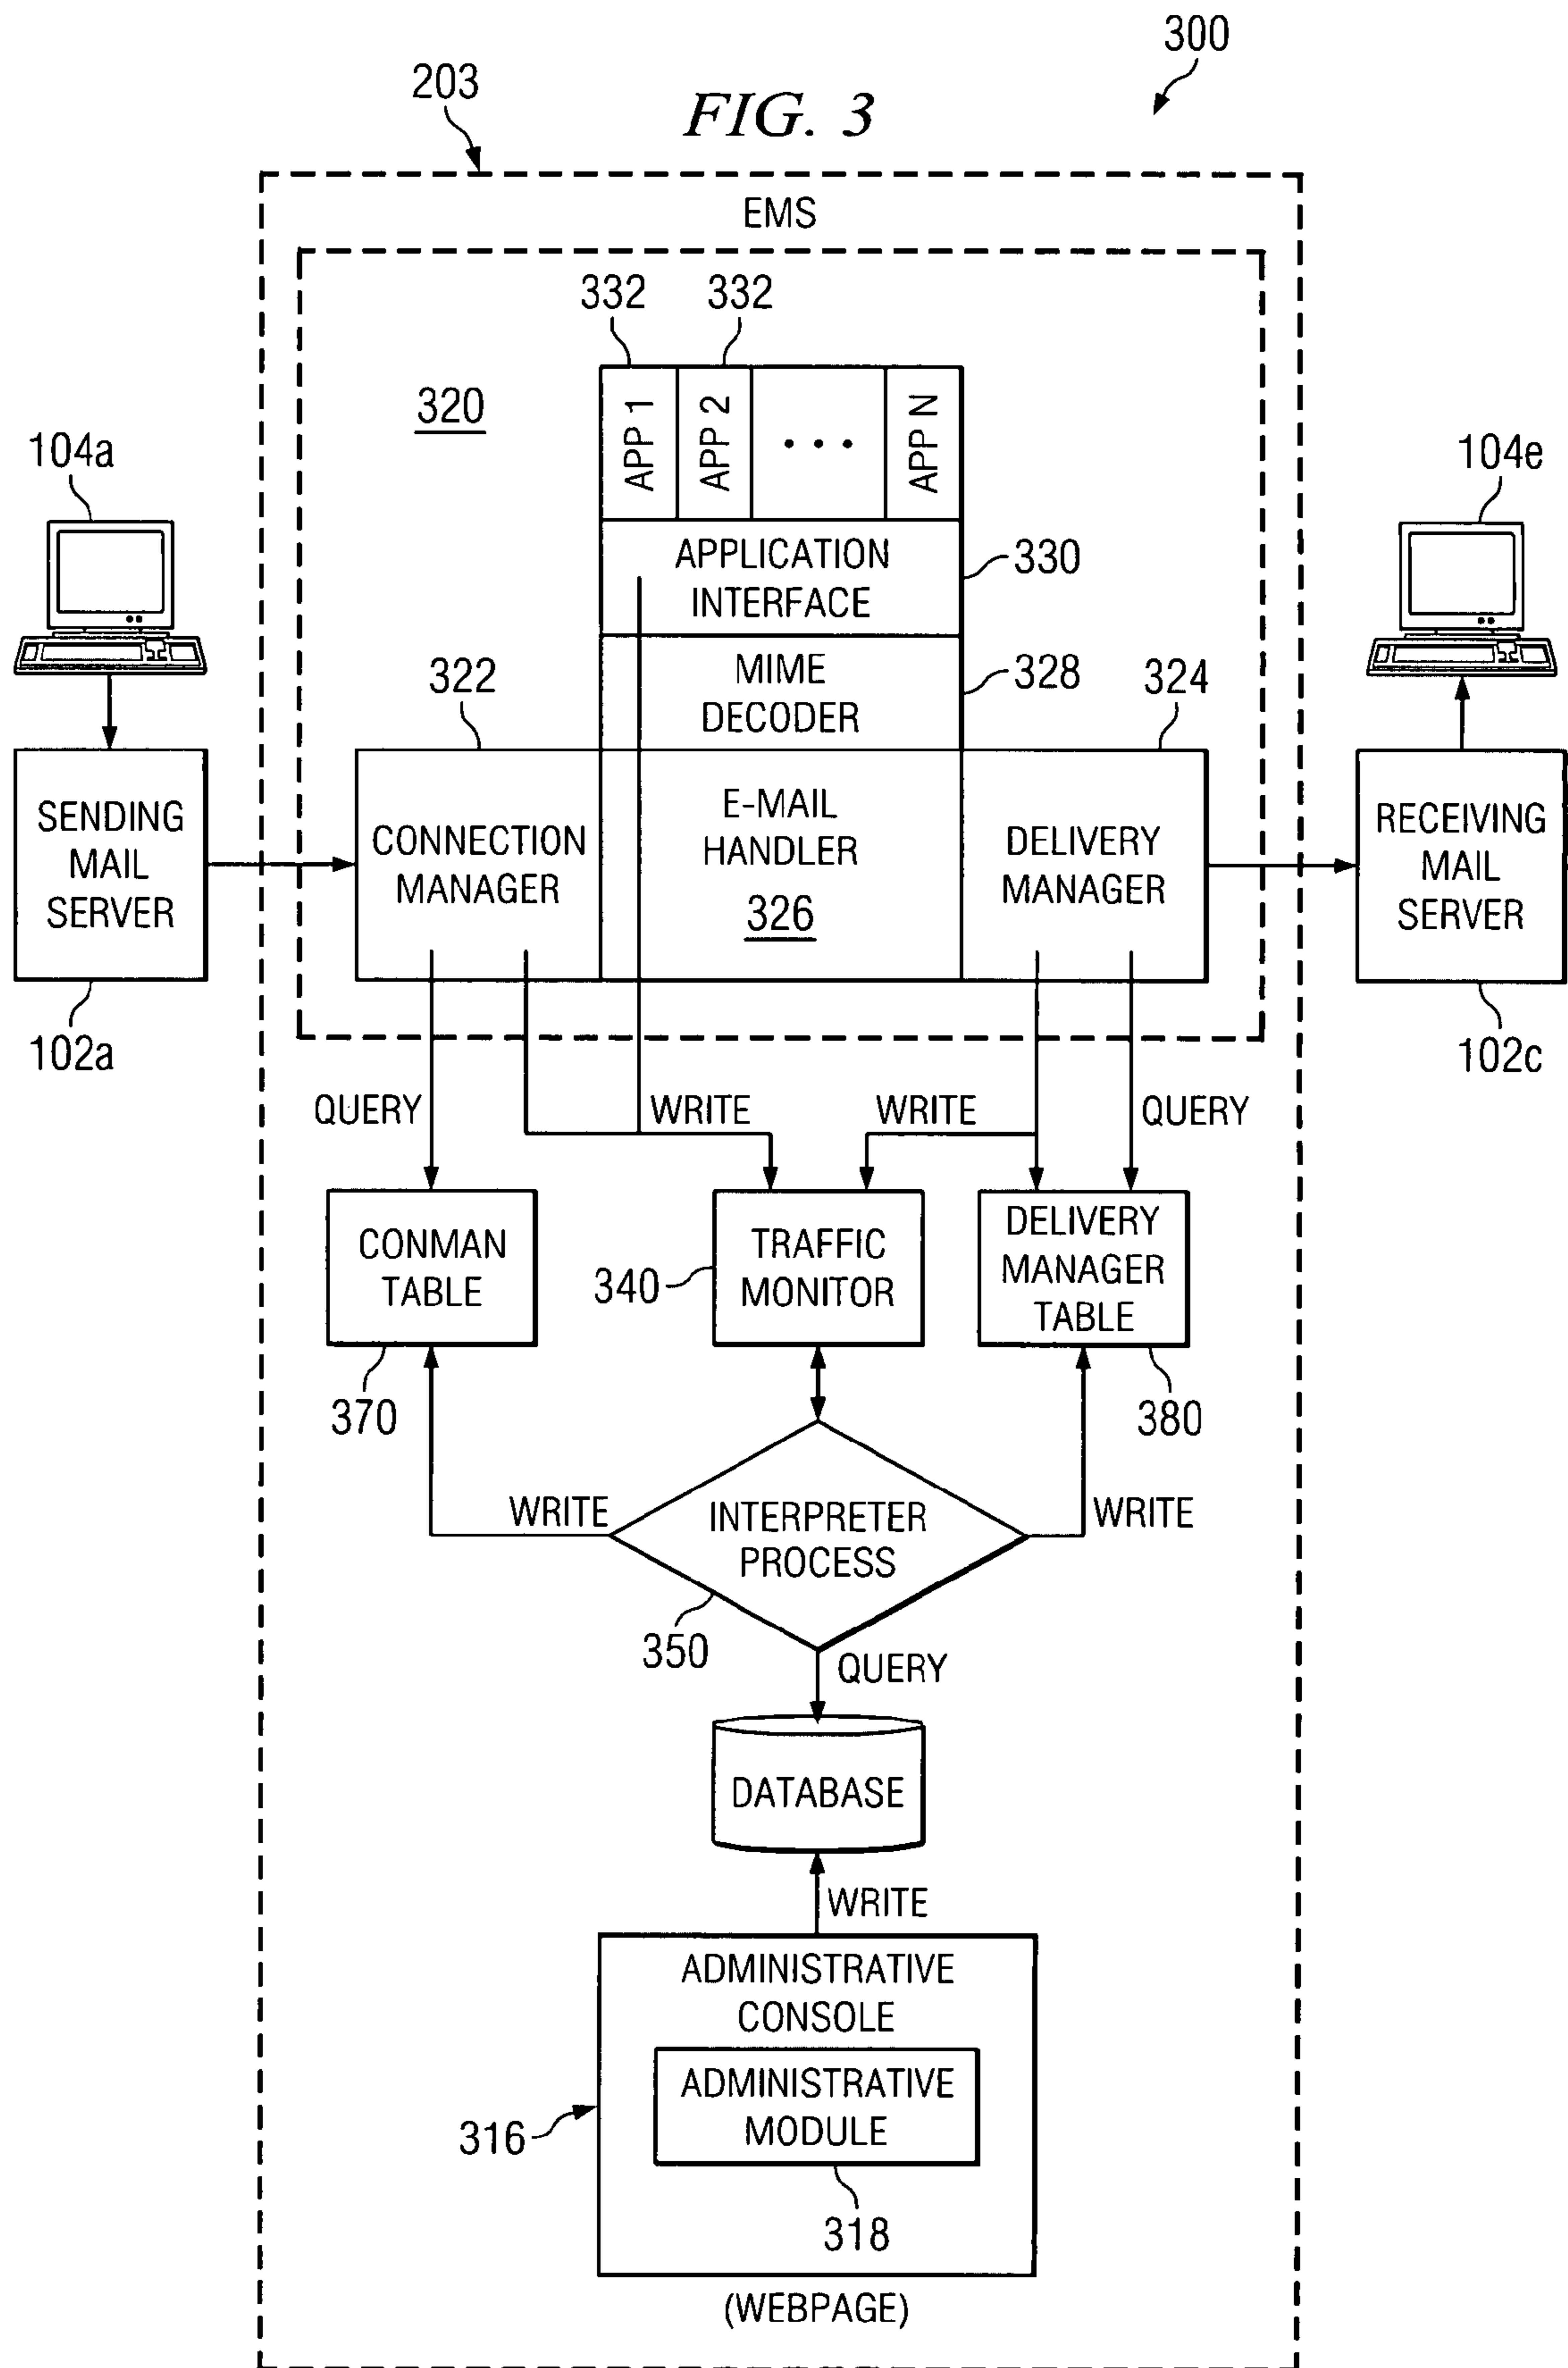 300
203
FIG. 3
EMS
332
332
320
APP 1
APP 2
• • •
APP N
104a
104e
APPLICATION
INTERFACE
330
MIME
DECODER
328
322
324
SENDING
MAIL
SERVER
CONNECTION
MANAGER
E-MAIL
HANDLER
326
DELIVERY
MANAGER
RECEIVING
MAIL
SERVER
102a
102c
QUERY
WRITE
WRITE
QUERY
CONMAN
TABLE
TRAFFIC
MONITOR
340
DELIVERY
MANAGER
TABLE
370
380
WRITE
INTERPRETER
PROCESS
WRITE
350
QUERY
DATABASE
WRITE
ADMINISTRATIVE
CONSOLE
ADMINISTRATIVE
MODULE
316
318
(WEBPAGE)